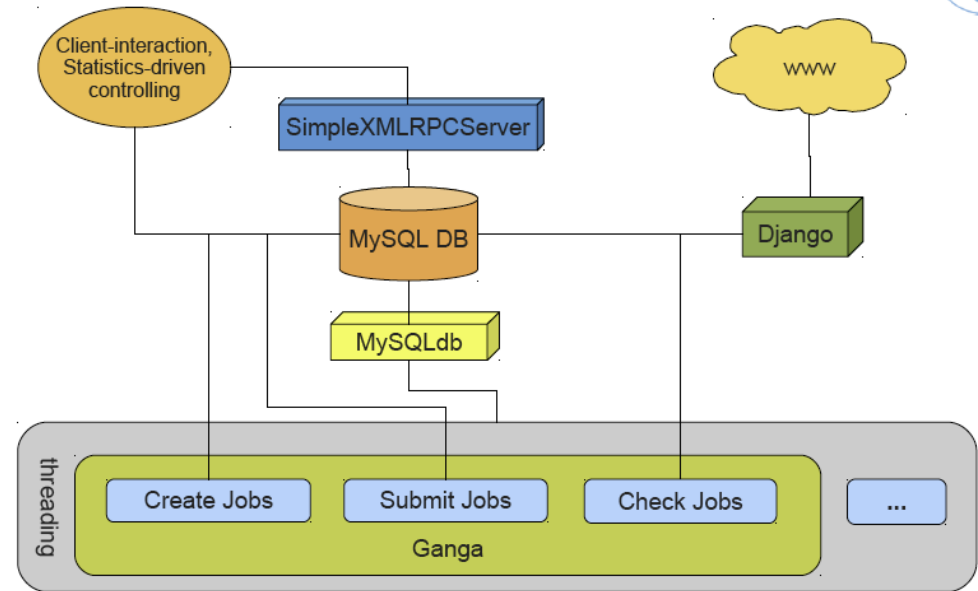 Client-interaction,
Statistics-driven
controlling
www
SimpleXMLRPCServer
MySQL DB
Django
MySQLdb
threading
Create Jobs
Submit Jobs
Check Jobs
...
Ganga